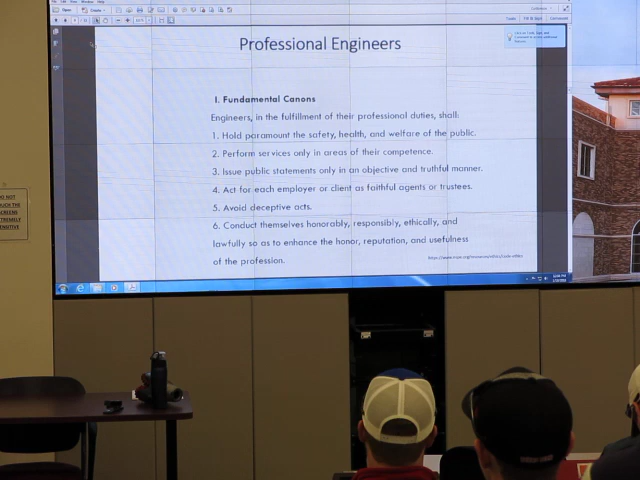 Professional Engineers
I. Fundamental Canons
Engineers, in the fulfillment of their professional duties, shall:
1. Hold paramount the safety, health, and welfare of the public.
2. Perform services only in areas of their competence.
3. Issue public statements only in an objective and truthful manner.
4. Act for each employer or client as faithful agents or trustees.
5. Avoid deceptive acts.
6. Conduct themselves honorably, responsibly, ethically, and
lawfully so as to enhance the honor, reputation, and usefulness
of the profession.
DO NOT
SCREENS